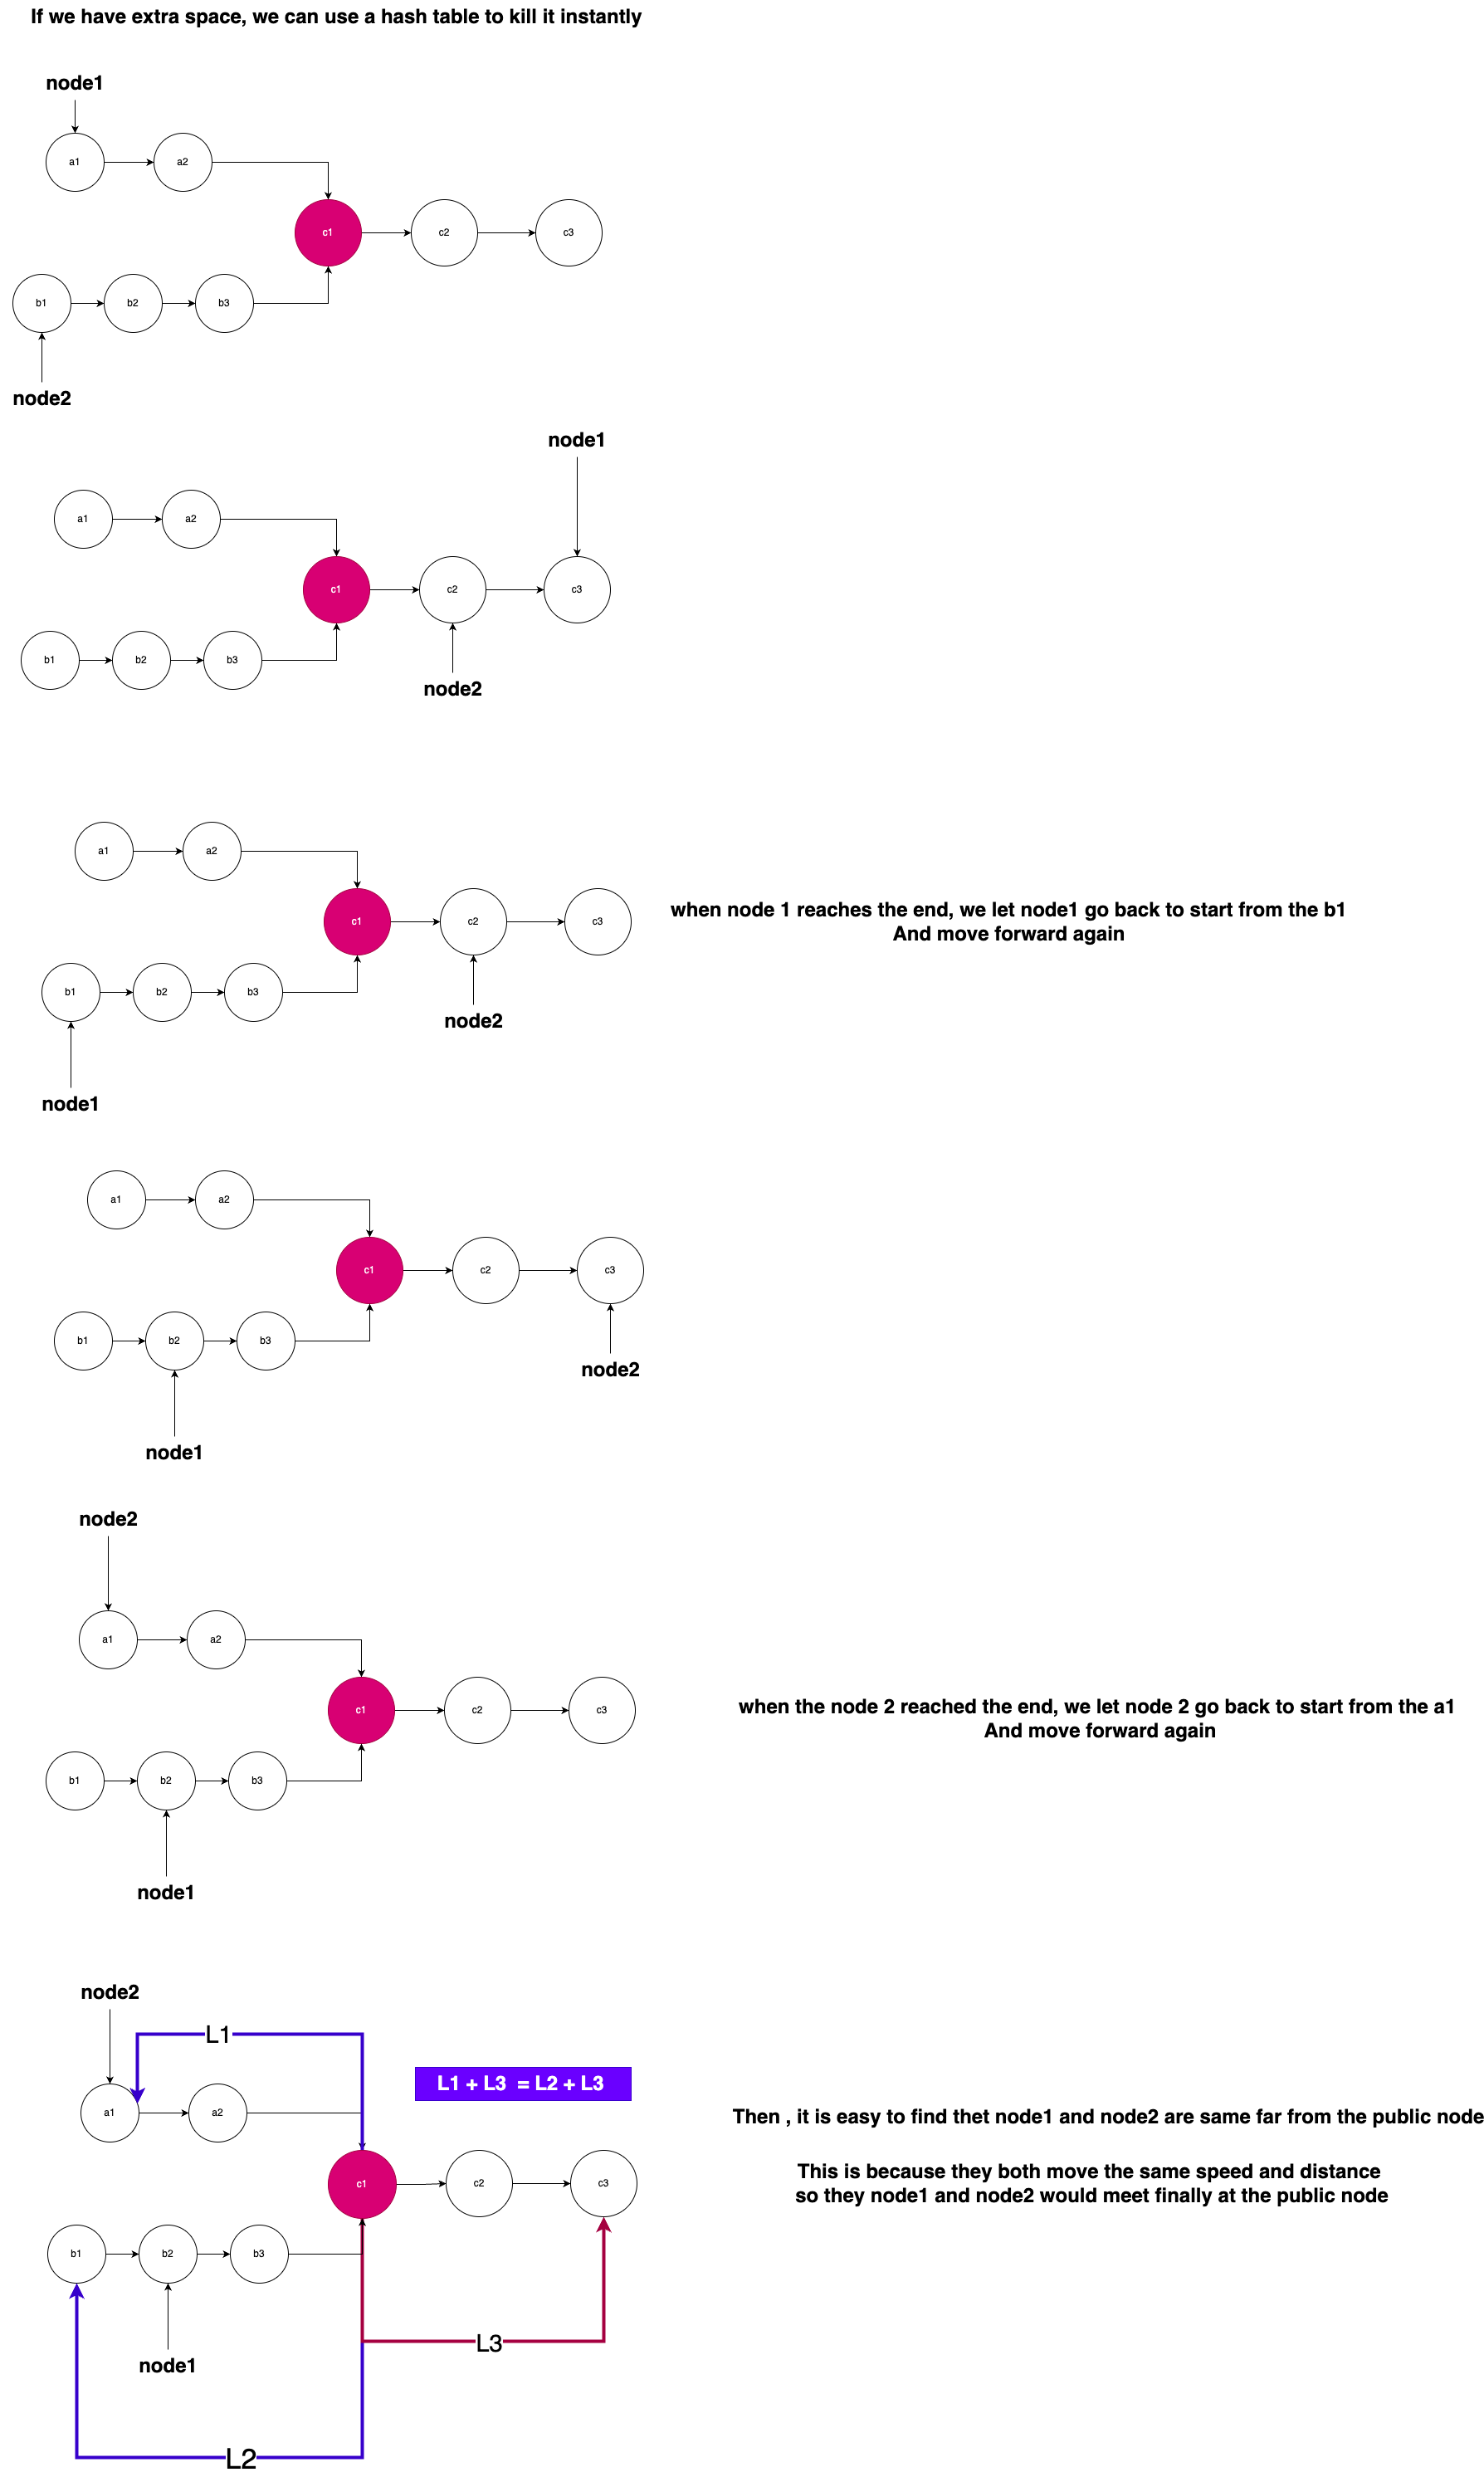 If we have extra space, we can use a hash table to kill it instantly
node1
a1
a2
c1
c2
c3
b1
b2
b3
node2
node1
a1
a2
c1
c2
c3
b1
b2
b3
node2
a1
a2
c1
c2
c3
when node 1 reaches the end, we let node1 go back to start from the b1
And move forward again
b1
b2
b3
node2
node1
a1
a2
c1
c2
c3
b1
b2
b3
node2
node1
node2
a1
a2
c1
c2
c3
when the node 2 reached the end, we let node 2 go back to start from the a1
And move forward again
b1
b2
b3
node1
node2
L1
L1 + L3 = L2 + L3
a1
a2
Then , it is easy to find thet node1 and node2 are same far from the public node
c1
c2
c3
This is because they both move the same speed and distance
so they node1 and node2 would meet finally at the public node
b1
b2
b3
L3
node1
L2